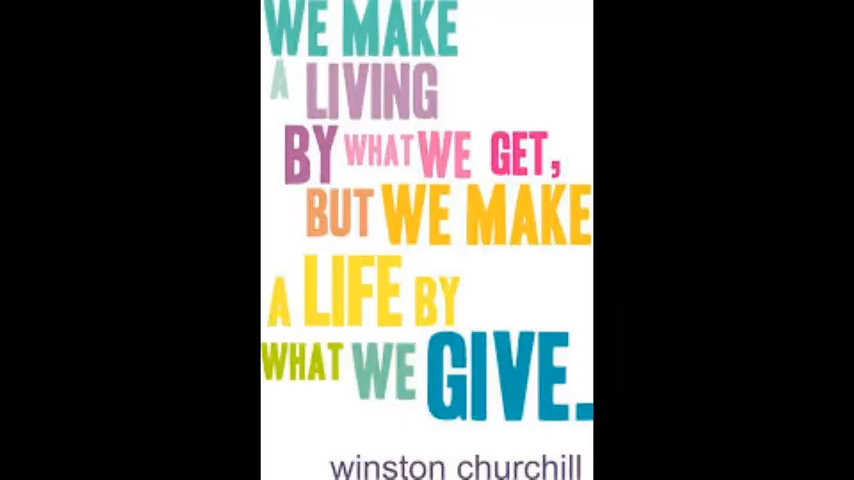 WE MAKE
A LIVING
BY WHAT WE GET,
BUT WE MAKE
A LIFE BY
WHAT WE GIVE.
winston churchill